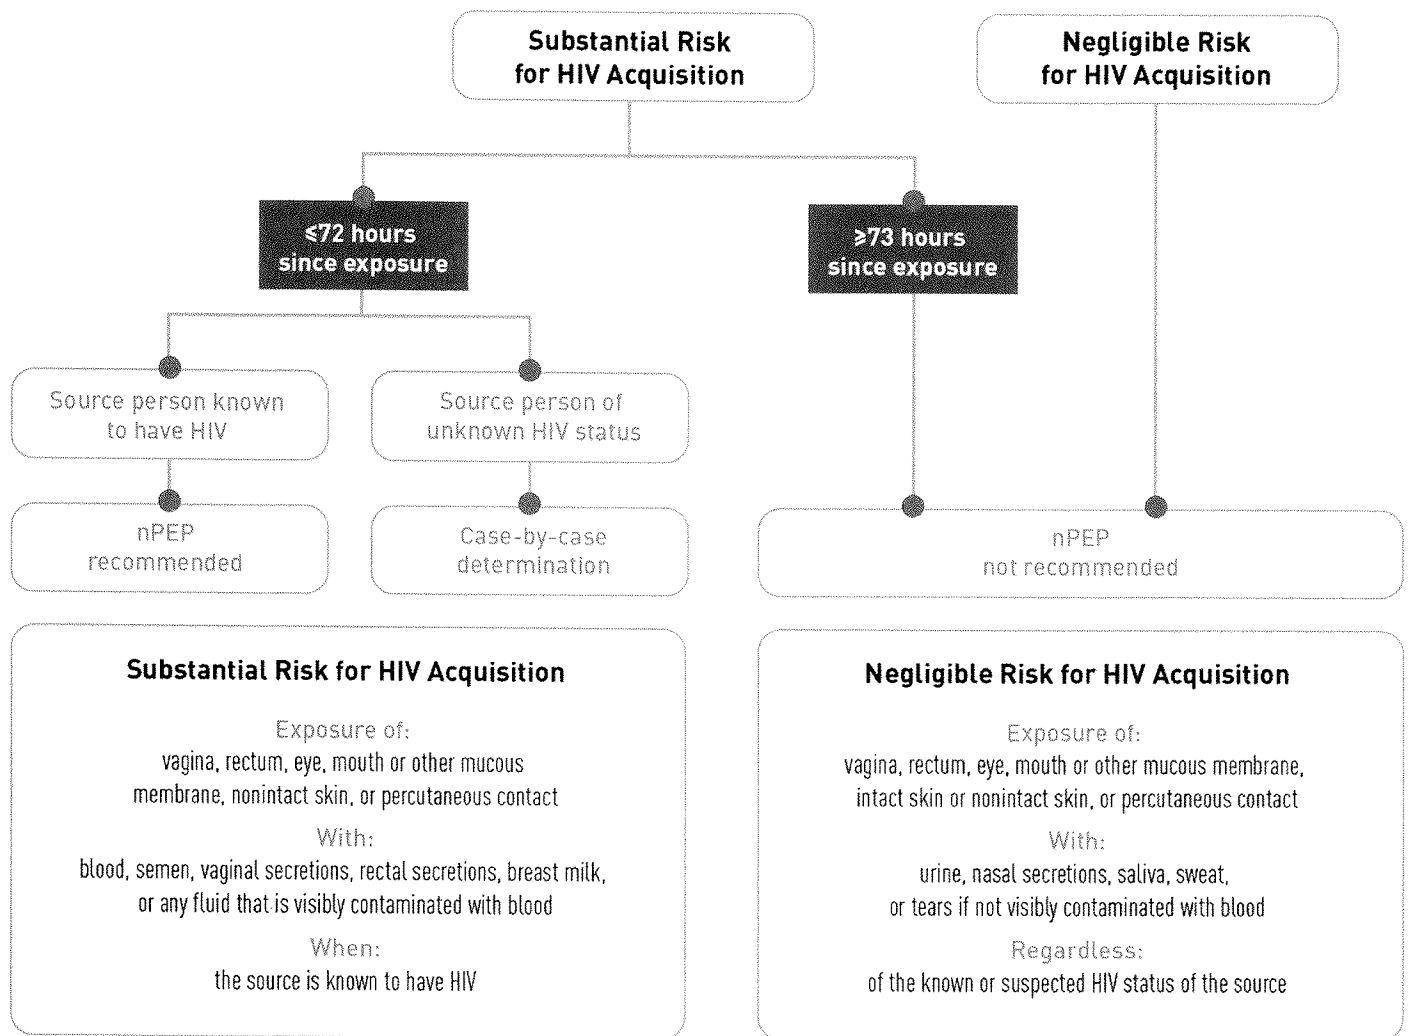 Substantial Risk
for HIV Acquisition
Negligible Risk
for HIV Acquisition
≤72 hours
since exposure
≥73 hours
since exposure
Source person known
to have HIV
Source person of
unknown HIV status
nPEP
recommended
Case-by-case
determination
nPEP
not recommended
Substantial Risk for HIV Acquisition
Exposure of:
vagina, rectum, eye, mouth or other mucous
membrane, nonintact skin, or percutaneous contact
With:
blood, semen, vaginal secretions, rectal secretions, breast milk,
or any fluid that is visibly contaminated with blood
When:
the source is known to have HIV
Negligible Risk for HIV Acquisition
Exposure of:
vagina, rectum, eye, mouth or other mucous membrane,
intact skin or nonintact skin, or percutaneous contact
With:
urine, nasal secretions, saliva, sweat,
or tears if not visibly contaminated with blood
Regardless:
of the known or suspected HIV status of the source